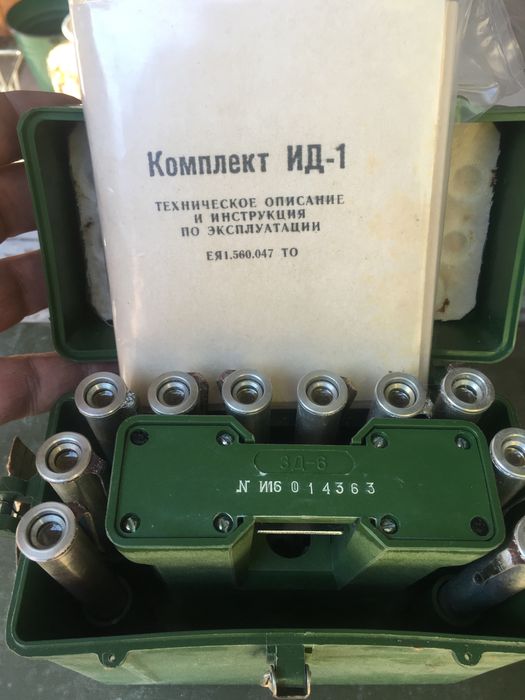 Комплект ИД-1
ТЕХНИЧЕСКОЕ ОПИСАНИЕ
И ИНСТРУКЦИЯ
ПО ЭКСПЛУАТАЦИИ
ЕЯ1.560.047 ТО
ЗД-6
№ И16 014363